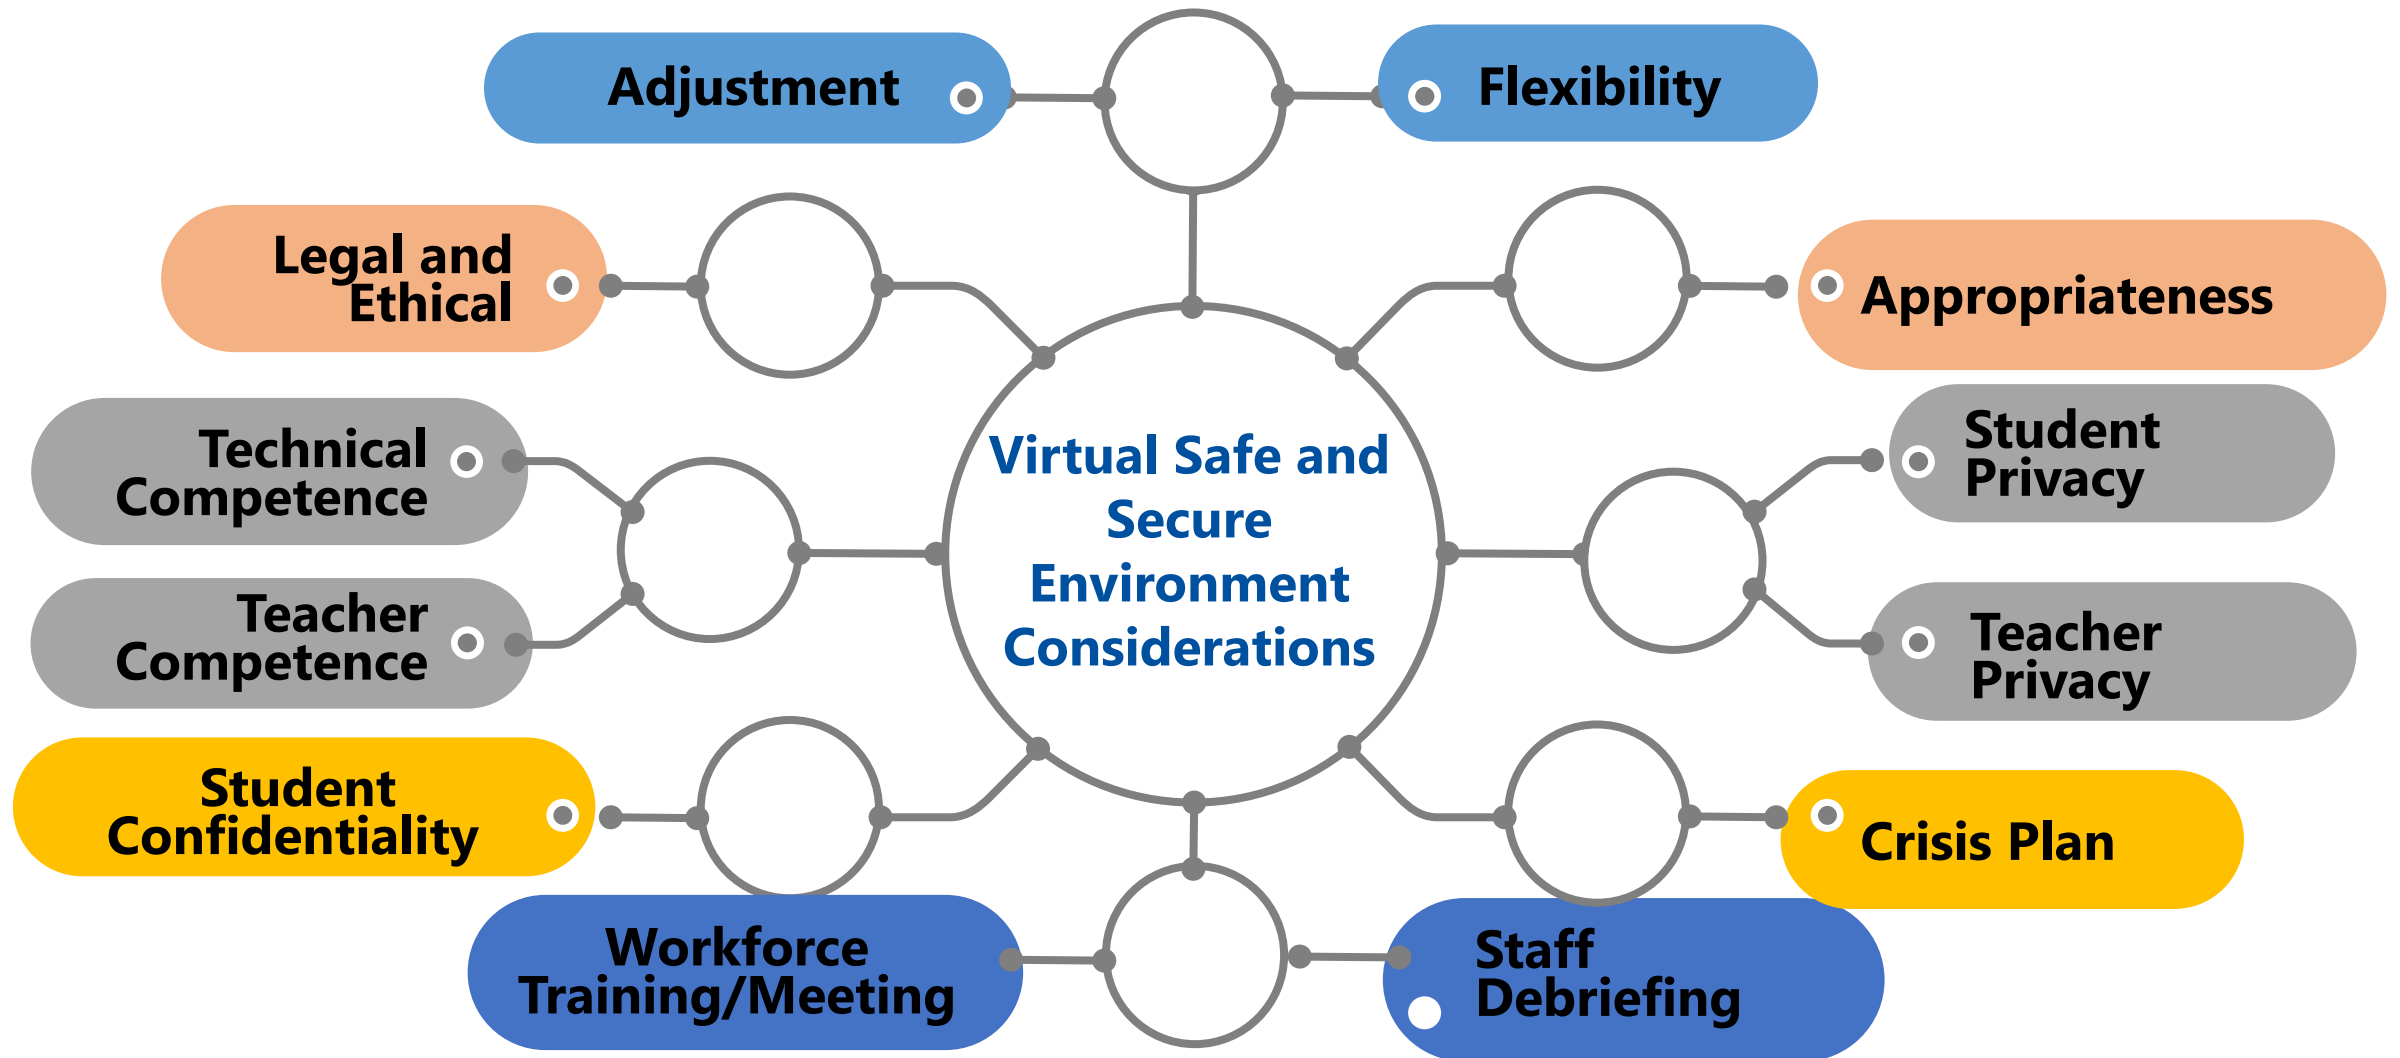 Adjustment
Flexibility
Legal and
Ethical
Appropriateness
Technical
Competence
Student
Privacy
Virtual Safe and
Secure
Environment
Considerations
Teacher
Competence
Teacher
Privacy
Student
Confidentiality
Crisis Plan
Workforce
Training/Meeting
Staff
Debriefing